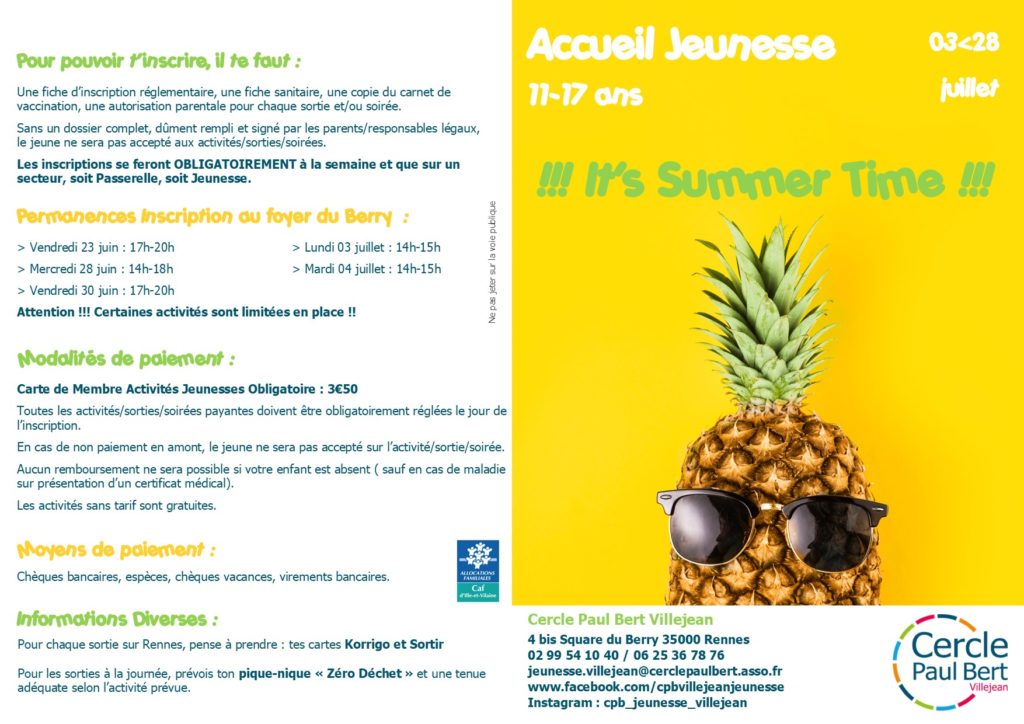 Pour pouvoir t'inscrire, il te faut :
Une fiche d'inscription réglementaire, une fiche sanitaire, une copie du carnet de
vaccination, une autorisation parentale pour chaque sortie et/ou soirée.
Sans un dossier complet, dûment rempli et signé par les parents/responsables légaux,
le jeune ne sera pas accepté aux activités/sorties/soirées.
Les inscriptions se feront OBLIGATOIREMENT à la semaine et que sur un
secteur, soit Passerelle, soit Jeunesse.
Permanences Inscription au foyer du Berry :
> Vendredi 23 juin : 17h-20h
> Mercredi 28 juin : 14h-18h
> Vendredi 30 juin : 17h-20h
> Lundi 03 juillet : 14h-15h
> Mardi 04 juillet : 14h-15h
Attention !!! Certaines activités sont limitées en place !!
Modalités de paiement :
Carte de Membre Activités Jeunesses Obligatoire : 3€50
Toutes les activités/sorties/soirées payantes doivent être obligatoirement réglées le jour de
l'inscription.
En cas de non paiement en amont, le jeune ne sera pas accepté sur l'activité/sortie/soirée.
Aucun remboursement ne sera possible si votre enfant est absent ( sauf en cas de maladie
sur présentation d'un certificat médical).
Les activités sans tarif sont gratuites.
Moyens de paiement :
Chèques bancaires, espèces, chèques vacances, virements bancaires.
ALLOCATIONS
FAMILIALES
Caf
d'Ille-et-Vilaine
Informations Diverses :
Pour chaque sortie sur Rennes, pense à prendre : tes cartes Korrigo et Sortir
Pour les sorties à la journée, prévois ton pique-nique « Zéro Déchet » et une tenue
adéquate selon l'activité prévue.
Ne pas jeter sur la voie publique
Accueil Jeunesse
11-17 ans
03<28
juillet
!!! It's Summer Time !!!
Cercle Paul Bert Villejean
4 bis Square du Berry 35000 Rennes
02 99 54 10 40 / 06 25 36 78 76
jeunesse.villejean@cerclepaulbert.asso.fr
www.facebook.com/cpbvillejeanjeunesse
Instagram : cpb_jeunesse_villejean
Cercle
Paul Bert
Villejean